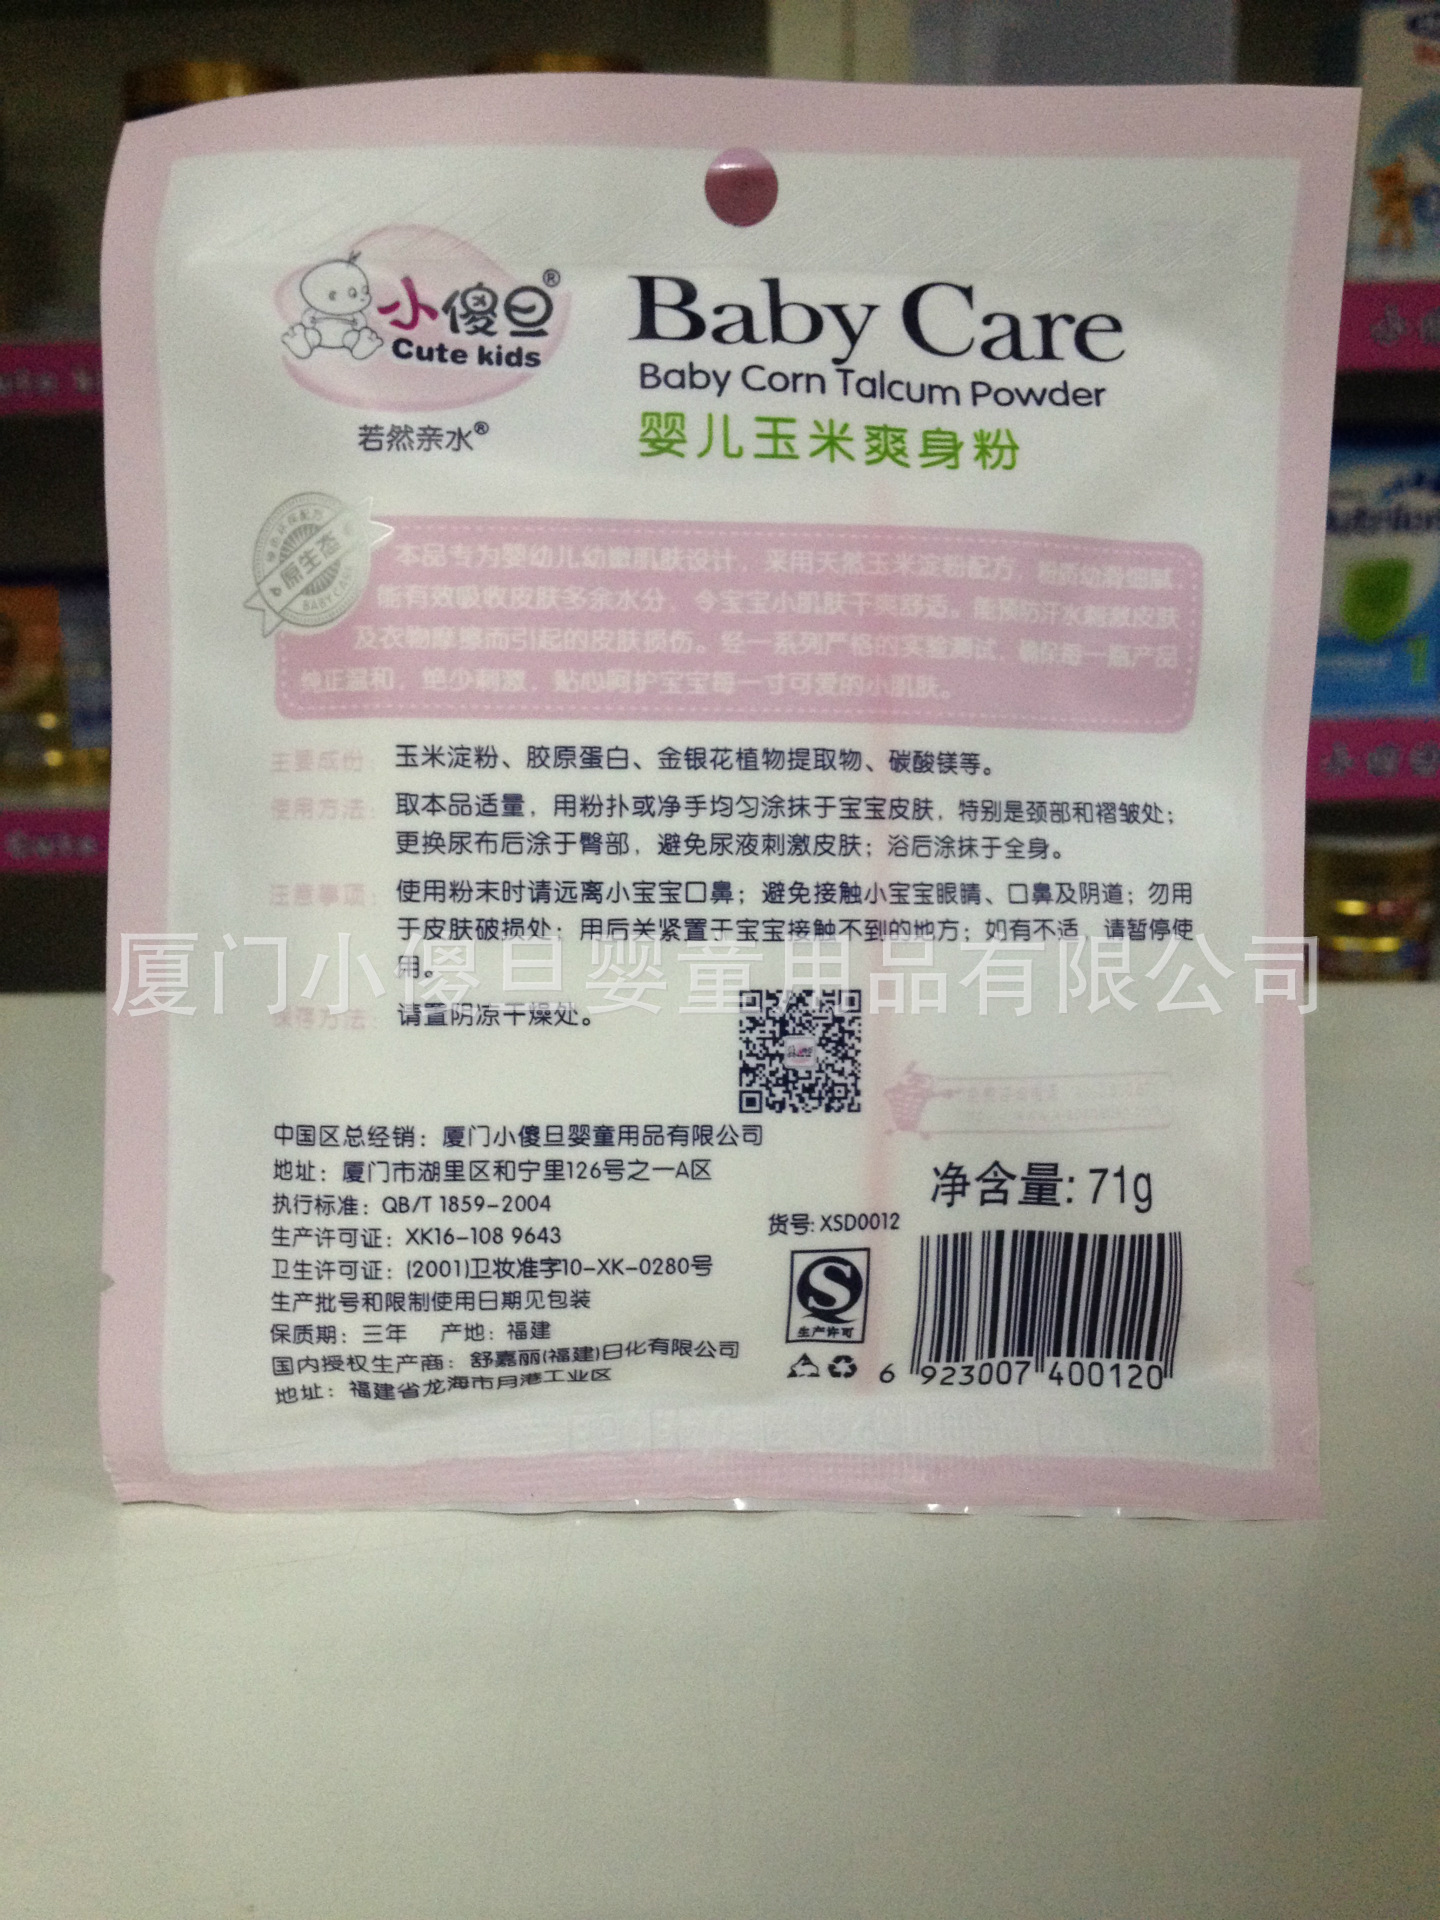 小傻旦®
Cute kids
若然亲水®
Baby Care
Baby Corn Talcum Powder
婴儿玉米爽身粉
原生态
BABY CARE
本品专为婴幼儿幼嫩肌肤设计，采用天然玉米淀粉配方，粉质幼滑细腻，
能有效吸收皮肤多余水分，令宝宝小肌肤干爽舒适。能预防汗水刺激皮肤
及衣物摩擦而引起的皮肤损伤。经一系列严格的实验测试，确保每一瓶产品
纯正温和，绝少刺激，贴心呵护宝宝每一寸可爱的小肌肤。
主要成份：玉米淀粉、胶原蛋白、金银花植物提取物、碳酸镁等。
使用方法：取本品适量，用粉扑或净手均匀涂抹于宝宝皮肤，特别是颈部和褶皱处；
更换尿布后涂于臀部，避免尿液刺激皮肤；浴后涂抹于全身。
注意事项：使用粉末时请远离小宝宝口鼻；避免接触小宝宝眼睛、口鼻及阴道；勿用
于皮肤破损处；用后关紧置于宝宝接触不到的地方；如有不适，请暂停使
用。
厦门小傻旦婴童用品有限公司
保存方法：请置阴凉干燥处。
中国区总经销：厦门小傻旦婴童用品有限公司
地址：厦门市湖里区和宁里126号之一A区
执行标准：QB/T 1859-2004
生产许可证：XK16-108 9643
卫生许可证：(2001)卫妆准字10-XK-0280号
生产批号和限制使用日期见包装
保质期：三年 产地：福建
国内授权生产商：舒嘉丽(福建)日化有限公司
地址：福建省龙海市月港工业区
净含量: 71g
货号: XSD0012
生产许可
6 923007 400120